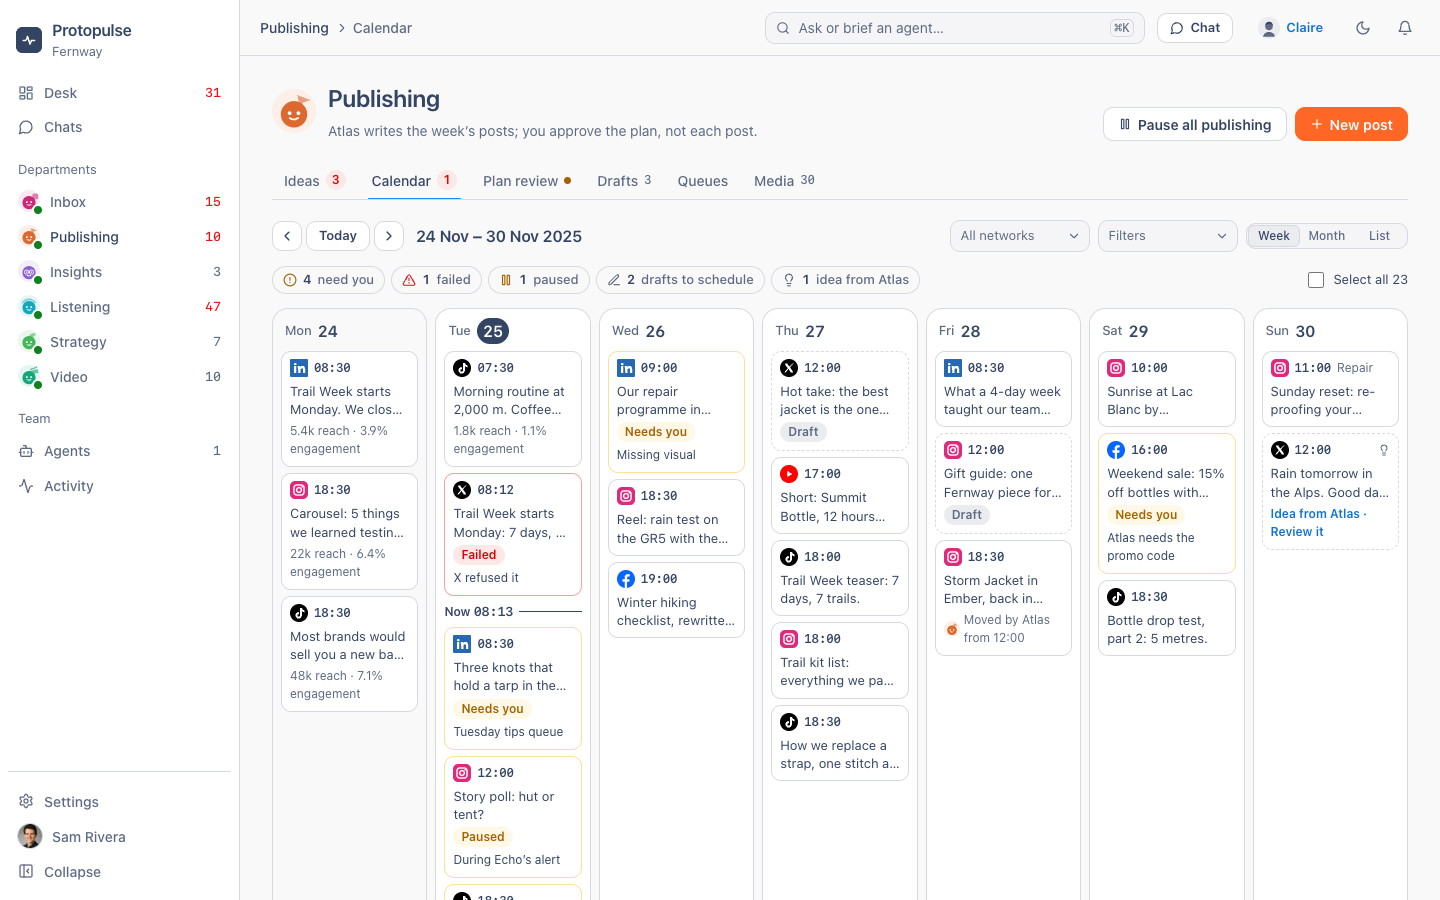 Protopulse
Fernway
Desk 31
Chats
Departments
Inbox 15
Publishing 10
Insights 3
Listening 47
Strategy 7
Video 10
Team
Agents 1
Activity
Settings
Sam Rivera
Collapse
Publishing > Calendar
Ask or brief an agent... ⌘K
Chat
Claire
Publishing
Atlas writes the week's posts; you approve the plan, not each post.
Pause all publishing
+ New post
Ideas 3
Calendar 1
Plan review
Drafts 3
Queues
Media 30
Today
24 Nov – 30 Nov 2025
All networks
Filters
Week
Month
List
4 need you
1 failed
1 paused
2 drafts to schedule
1 idea from Atlas
Select all 23
Mon 24
08:30
Trail Week starts
Monday. We clos...
5.4k reach · 3.9%
engagement
18:30
Carousel: 5 things
we learned testin...
22k reach · 6.4%
engagement
18:30
Most brands would
sell you a new ba...
48k reach · 7.1%
engagement
Tue 25
07:30
Morning routine at
2,000 m. Coffee...
1.8k reach · 1.1%
engagement
08:12
Trail Week starts
Monday: 7 days, ...
Failed
X refused it
Now 08:13
08:30
Three knots that
hold a tarp in the...
Needs you
Tuesday tips queue
12:00
Story poll: hut or
tent?
Paused
During Echo's alert
18:30
Wed 26
09:00
Our repair
programme in...
Needs you
Missing visual
18:30
Reel: rain test on
the GR5 with the...
19:00
Winter hiking
checklist, rewritte...
Thu 27
12:00
Hot take: the best
jacket is the one...
Draft
17:00
Short: Summit
Bottle, 12 hours...
18:00
Trail Week teaser: 7
days, 7 trails.
18:00
Trail kit list:
everything we pa...
18:30
How we replace a
strap, one stitch a...
Fri 28
08:30
What a 4-day week
taught our team...
12:00
Gift guide: one
Fernway piece for...
Draft
18:30
Storm Jacket in
Ember, back in...
Moved by Atlas
from 12:00
Sat 29
10:00
Sunrise at Lac
Blanc by...
16:00
Weekend sale: 15%
off bottles with...
Needs you
Atlas needs the
promo code
18:30
Bottle drop test,
part 2: 5 metres.
Sun 30
11:00 Repair
Sunday reset: re-
proofing your...
12:00
Rain tomorrow in
the Alps. Good da...
Idea from Atlas ·
Review it